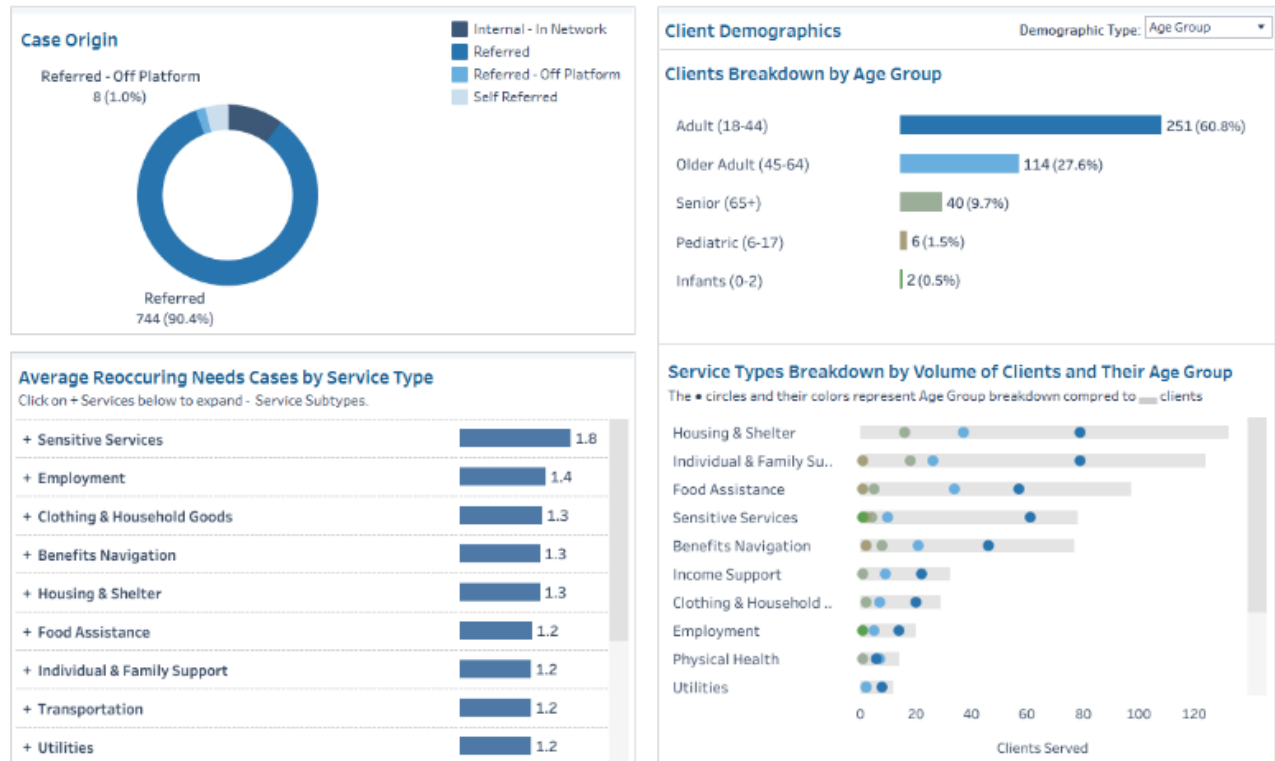 Case Origin
Internal - In Network
Referred
Referred - Off Platform
Self Referred
Referred - Off Platform
8 (1.0%)
Referred
744 (90.4%)
Client Demographics
Demographic Type: Age Group
Clients Breakdown by Age Group
Adult (18-44) 251 (60.8%)
Older Adult (45-64) 114 (27.6%)
Senior (65+) 40 (9.7%)
Pediatric (6-17) 6 (1.5%)
Infants (0-2) 2 (0.5%)
Average Reoccuring Needs Cases by Service Type
Click on + Services below to expand - Service Subtypes.
+ Sensitive Services 1.8
+ Employment 1.4
+ Clothing & Household Goods 1.3
+ Benefits Navigation 1.3
+ Housing & Shelter 1.3
+ Food Assistance 1.2
+ Individual & Family Support 1.2
+ Transportation 1.2
+ Utilities 1.2
Service Types Breakdown by Volume of Clients and Their Age Group
The ● circles and their colors represent Age Group breakdown compred to clients
Housing & Shelter
Individual & Family Su..
Food Assistance
Sensitive Services
Benefits Navigation
Income Support
Clothing & Household ..
Employment
Physical Health
Utilities
0 20 40 60 80 100 120
Clients Served